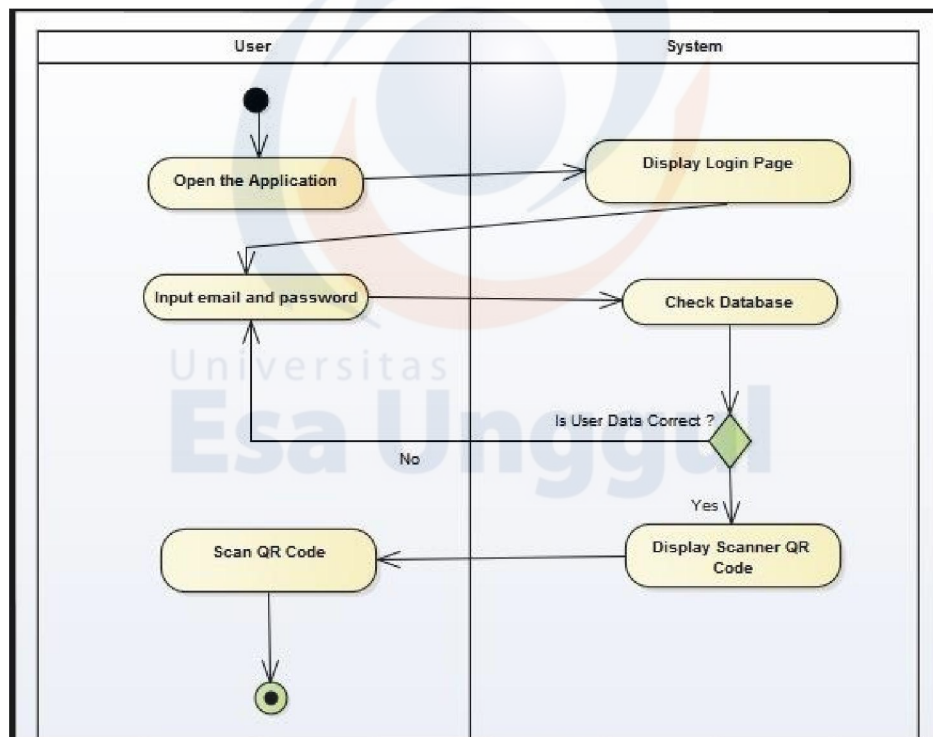 User
System
Open the Application
Display Login Page
Input email and password
Check Database
Universitas
Esa Unggul
Is User Data Correct ?
No
Yes
Scan QR Code
Display Scanner QR
Code